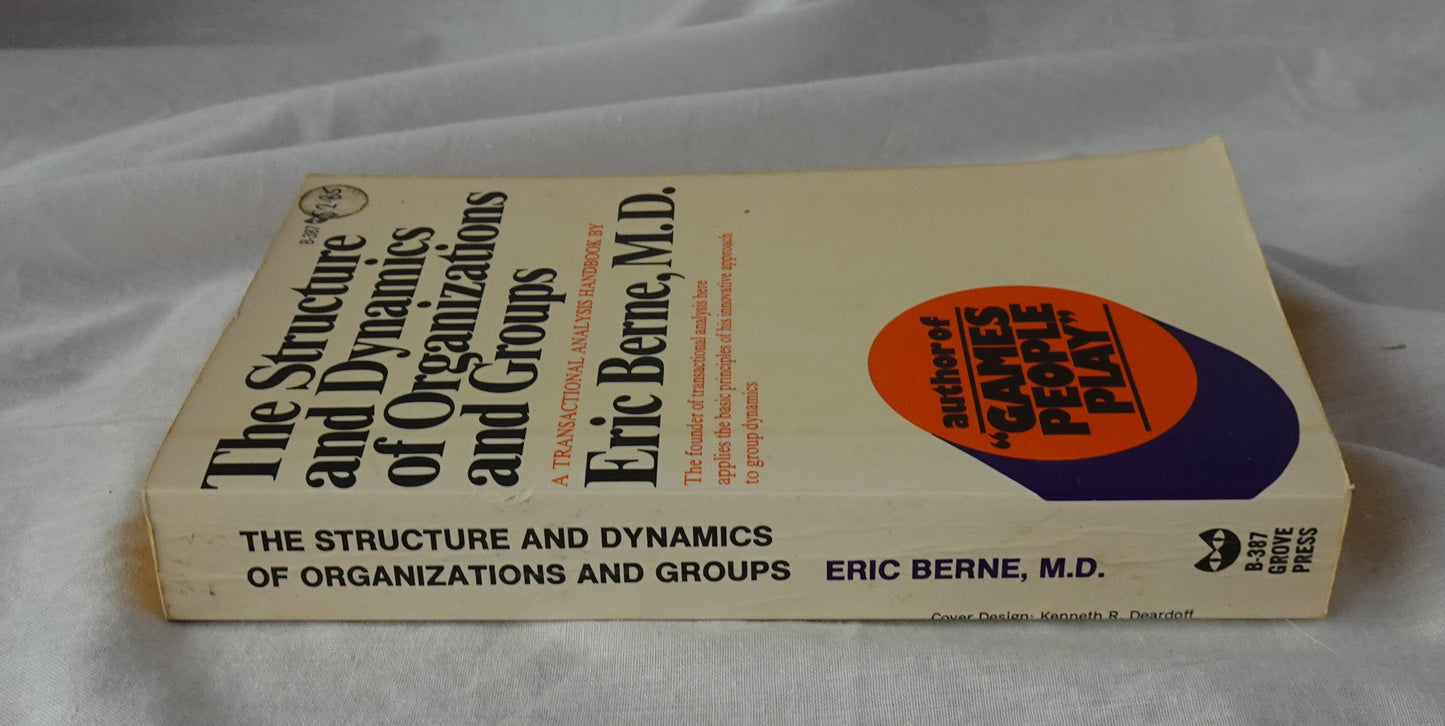 B-387
The Structure
and Dynamics
of Organizations
and Groups
A TRANSACTIONAL ANALYSIS HANDBOOK BY
Eric Berne, M.D.
The founder of transactional analysis here
applies the basic principles of his innovative approach
to group dynamics
author of
"GAMES
PEOPLE
PLAY"
THE STRUCTURE AND DYNAMICS
OF ORGANIZATIONS AND GROUPS
ERIC BERNE, M.D.
B-387
GROVE
PRESS
Cover Design: Kenneth R. Deardoff